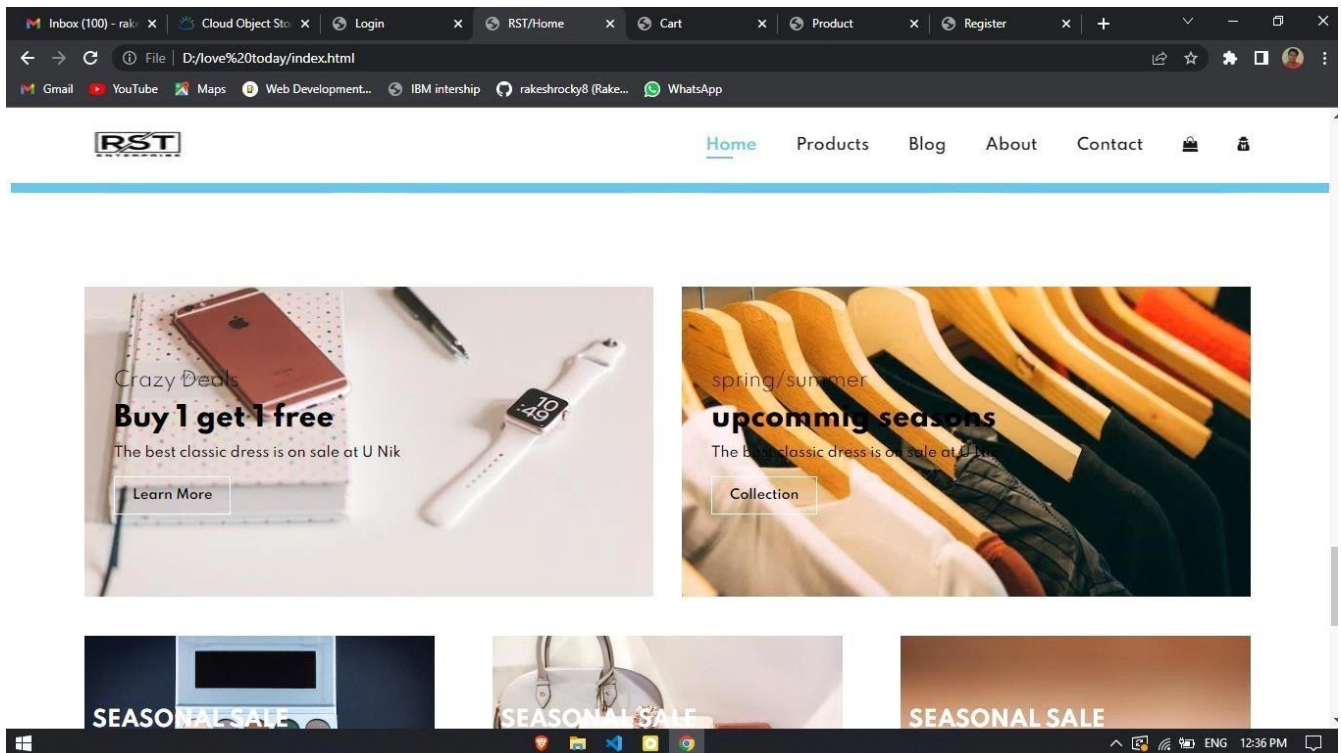 Inbox (100) - rak
Cloud Object Sto
Login
RST/Home
Cart
Product
Register
File
D:/love%20today/index.html
Gmail
YouTube
Maps
Web Development...
IBM intership
rakeshrocky8 (Rake...
WhatsApp
RST
ENTERPRISE
Home
Products
Blog
About
Contact
Crazy Deals
Buy 1 get 1 free
The best classic dress is on sale at U Nik
Learn More
10
:49
spring/summer
upcommig seasons
The best classic dress is on sale at U Nik
Collection
SEASONAL SALE
SEASONAL SALE
SEASONAL SALE
ENG
12:36 PM